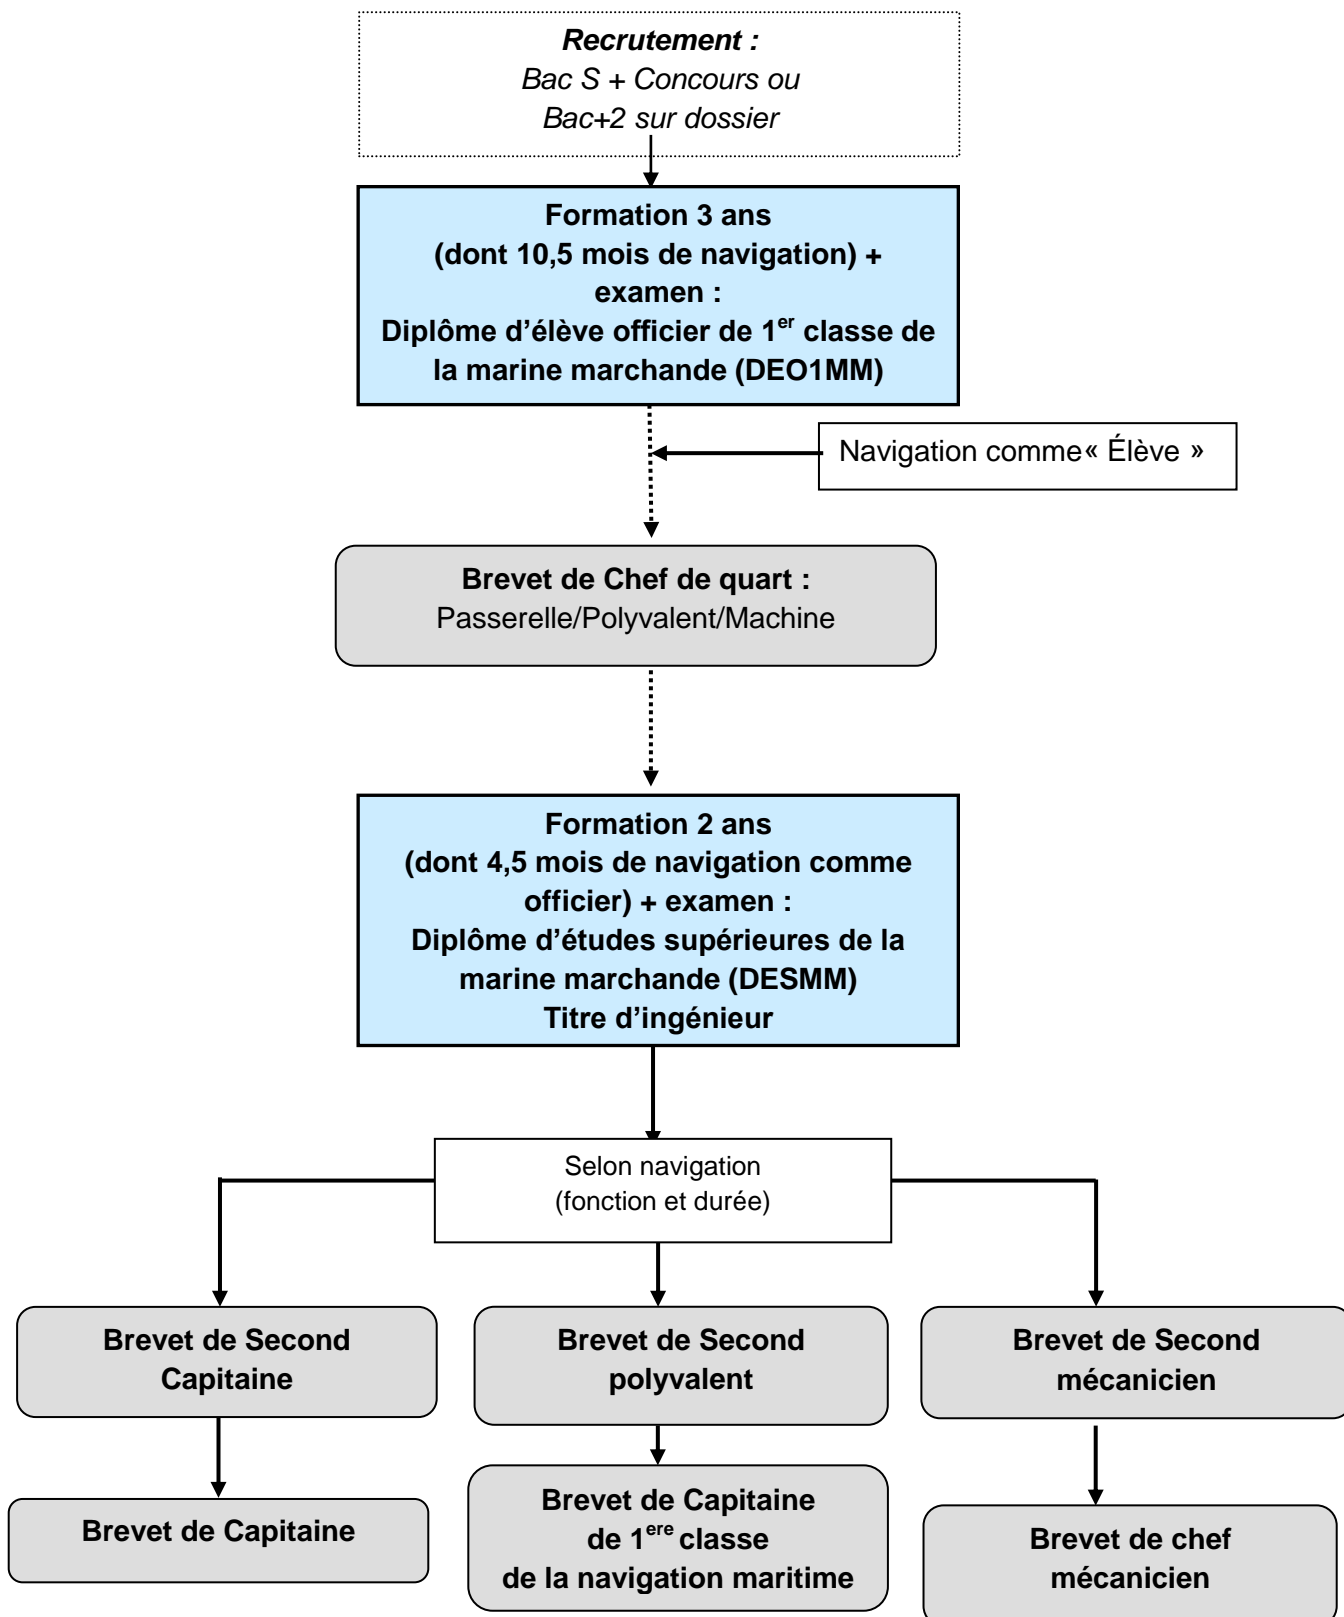 Recrutement :
Bac S + Concours ou
Bac+2 sur dossier
Formation 3 ans
(dont 10,5 mois de navigation) +
examen :
Diplôme d’élève officier de 1er classe de
la marine marchande (DEO1MM)
Navigation comme« Élève »
Brevet de Chef de quart :
Passerelle/Polyvalent/Machine
Formation 2 ans
(dont 4,5 mois de navigation comme
officier) + examen :
Diplôme d’études supérieures de la
marine marchande (DESMM)
Titre d’ingénieur
Selon navigation
(fonction et durée)
Brevet de Second
Capitaine
Brevet de Second
polyvalent
Brevet de Second
mécanicien
Brevet de Capitaine
Brevet de Capitaine
de 1ere classe
de la navigation maritime
Brevet de chef
mécanicien